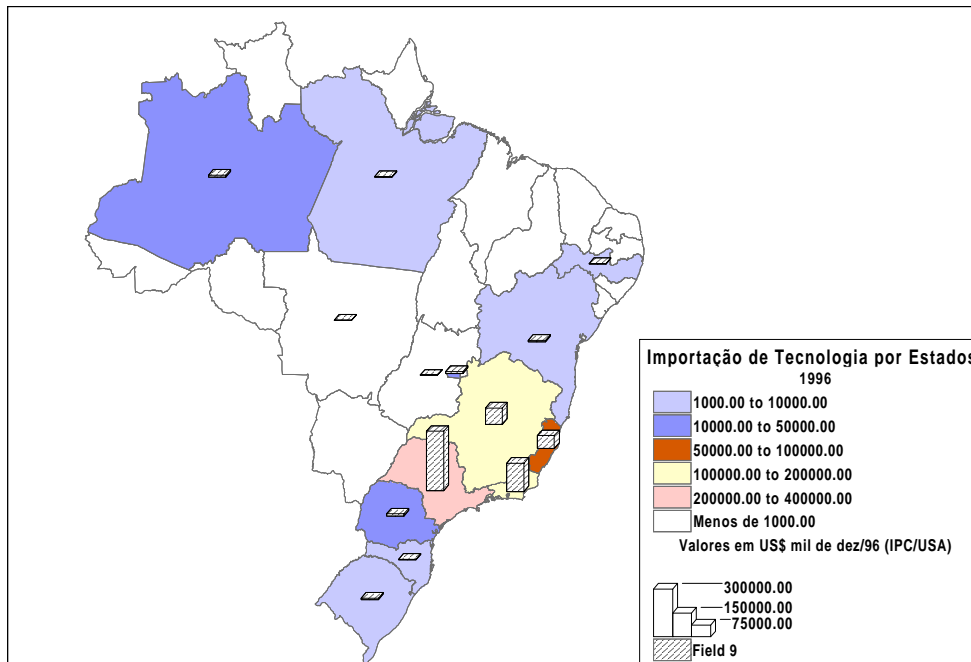 Importação de Tecnologia por Estados
1996
1000.00 to 10000.00
10000.00 to 50000.00
50000.00 to 100000.00
100000.00 to 200000.00
200000.00 to 400000.00
Menos de 1000.00
Valores em US$ mil de dez/96 (IPC/USA)
300000.00
150000.00
75000.00
Field 9